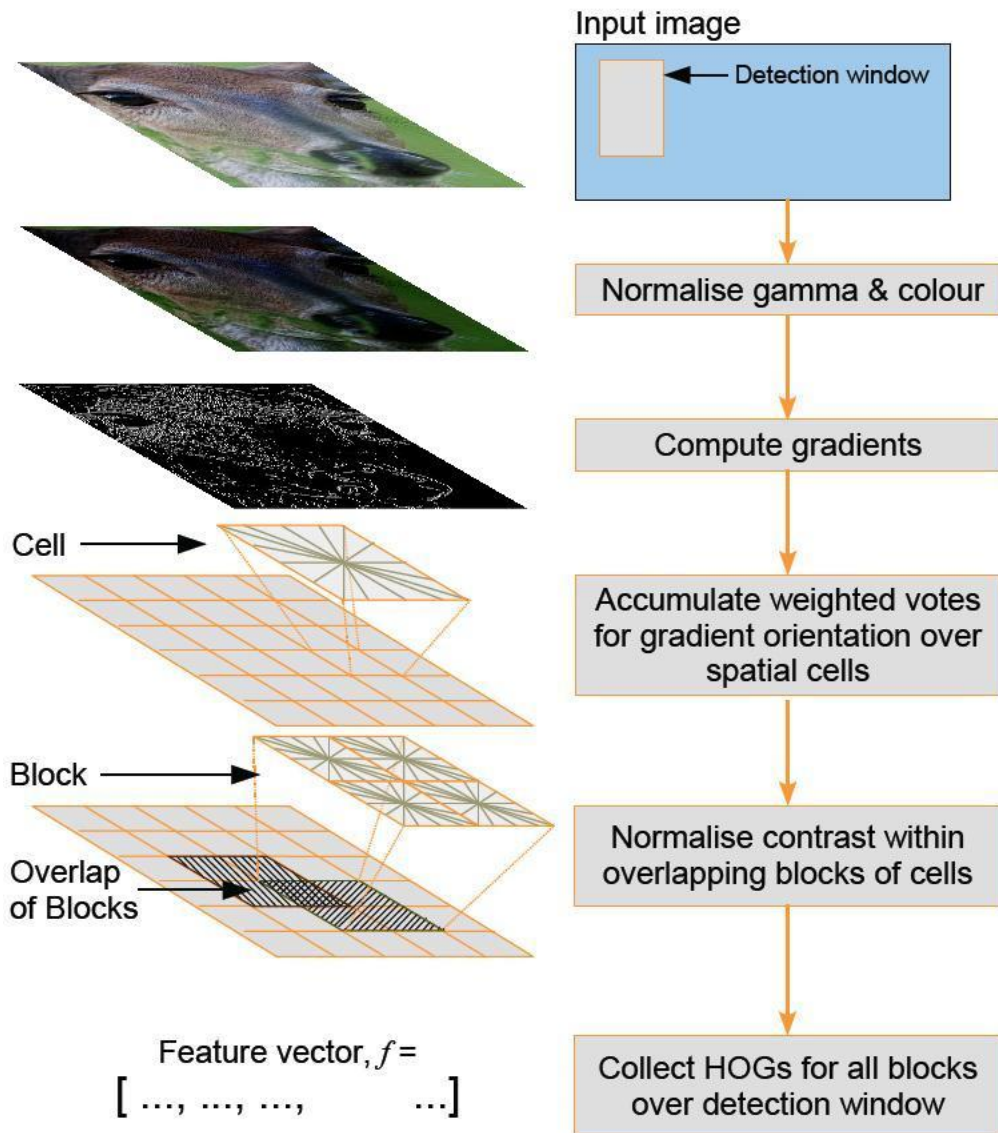 Input image
Detection window
Normalise gamma & colour
Compute gradients
Cell
Accumulate weighted votes
for gradient orientation over
spatial cells
Block
Normalise contrast within
overlapping blocks of cells
Overlap
of Blocks
Feature vector, f =
[ ..., ..., ..., ...]
Collect HOGs for all blocks
over detection window